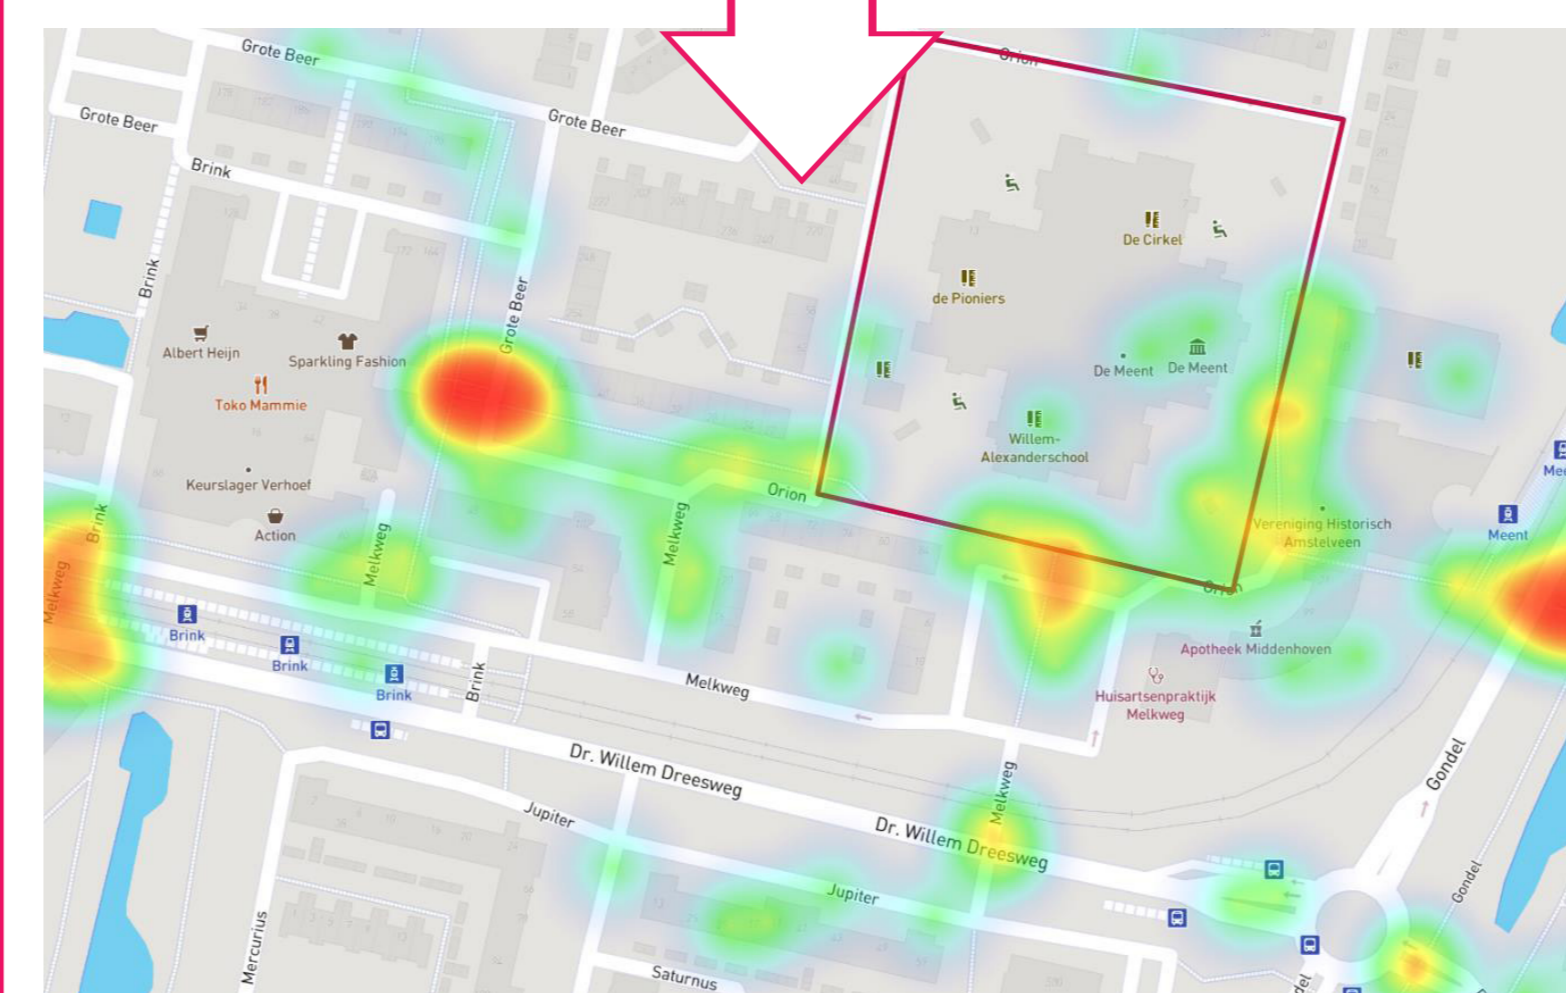 Grote Beer
Orion
Grote Beer
Grote Beer
Brink
De Cirkel
Brink
de Pioniers
Grote Beer
Albert Heijn
Sparkling Fashion
De Meent
De Meent
Toko Mammie
Willem-
Alexanderschool
Keurslager Verhoef
Orion
Action
Brink
Melkweg
Melkweg
Vereniging Historisch
Amstelveen
Meent
Melkweg
Orion
Brink
Brink
Brink
Apotheek Middenhoven
Brink
Melkweg
Huisartsenpraktijk
Melkweg
Dr. Willem Dreesweg
Gondel
Melkweg
Jupiter
Dr. Willem Dreesweg
Jupiter
Gondel
Mercurius
Saturnus